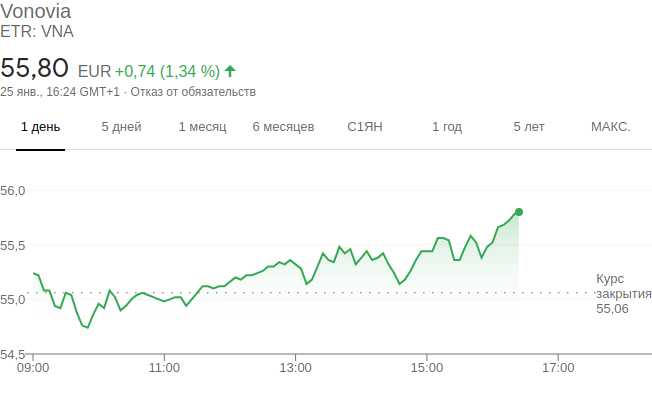 Vonovia
ETR: VNA
55,80 EUR +0,74 (1,34 %)
25 янв., 16:24 GMT+1 · Отказ от обязательств
1 день 5 дней 1 месяц 6 месяцев С1ЯН 1 год 5 лет МАКС.
56,0
55,5
Курс
закрытия
55,06
55,0
54,5
09:00 11:00 13:00 15:00 17:00